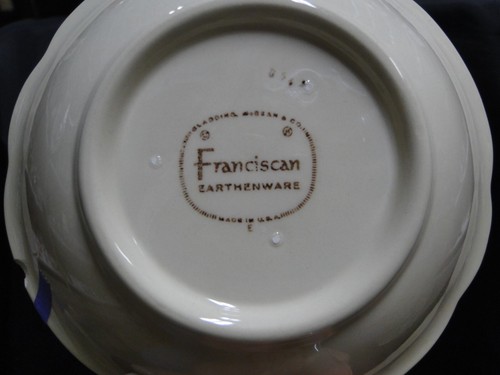 GLADDING, McBEAN & CO.
Franciscan
EARTHENWARE
MADE IN U.S.A.
E